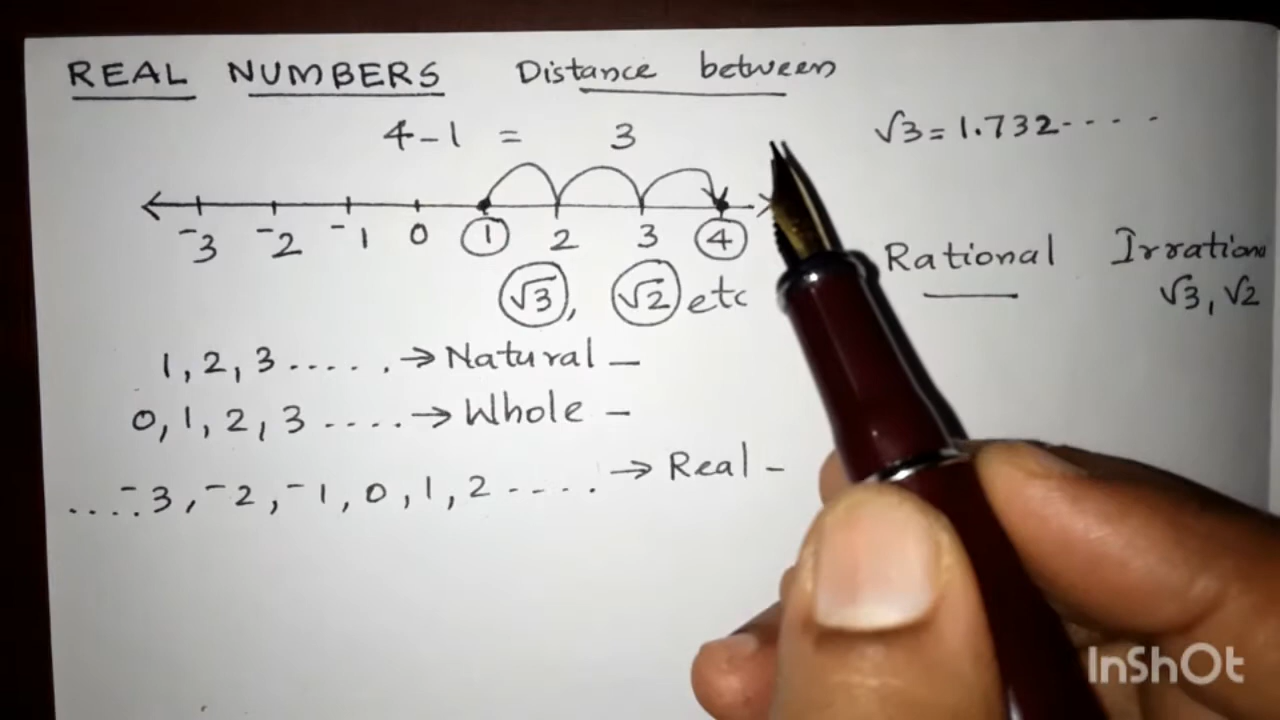 REAL NUMBERS Distance between
4-1 = 3
√3 = 1.732-----
-3 -2 -1 0 1 2 3 4
Rational Irrationa
√3, √2 etc
√3, √2
1, 2, 3...... → Natural -
0, 1, 2, 3 ..... → Whole -
....-3, -2, -1, 0, 1, 2 ..... → Real -
InShOt